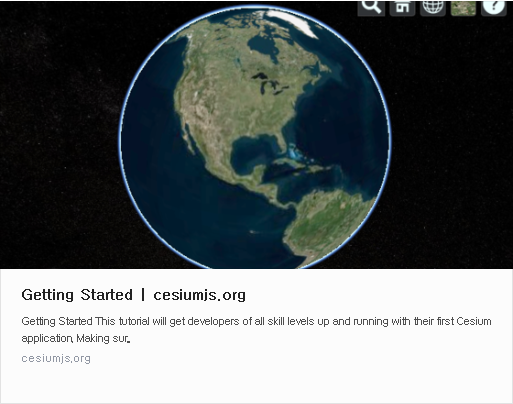 Getting Started | cesiumjs.org
Getting Started This tutorial will get developers of all skill levels up and running with their first Cesium
application. Making sur...
cesiumjs.org